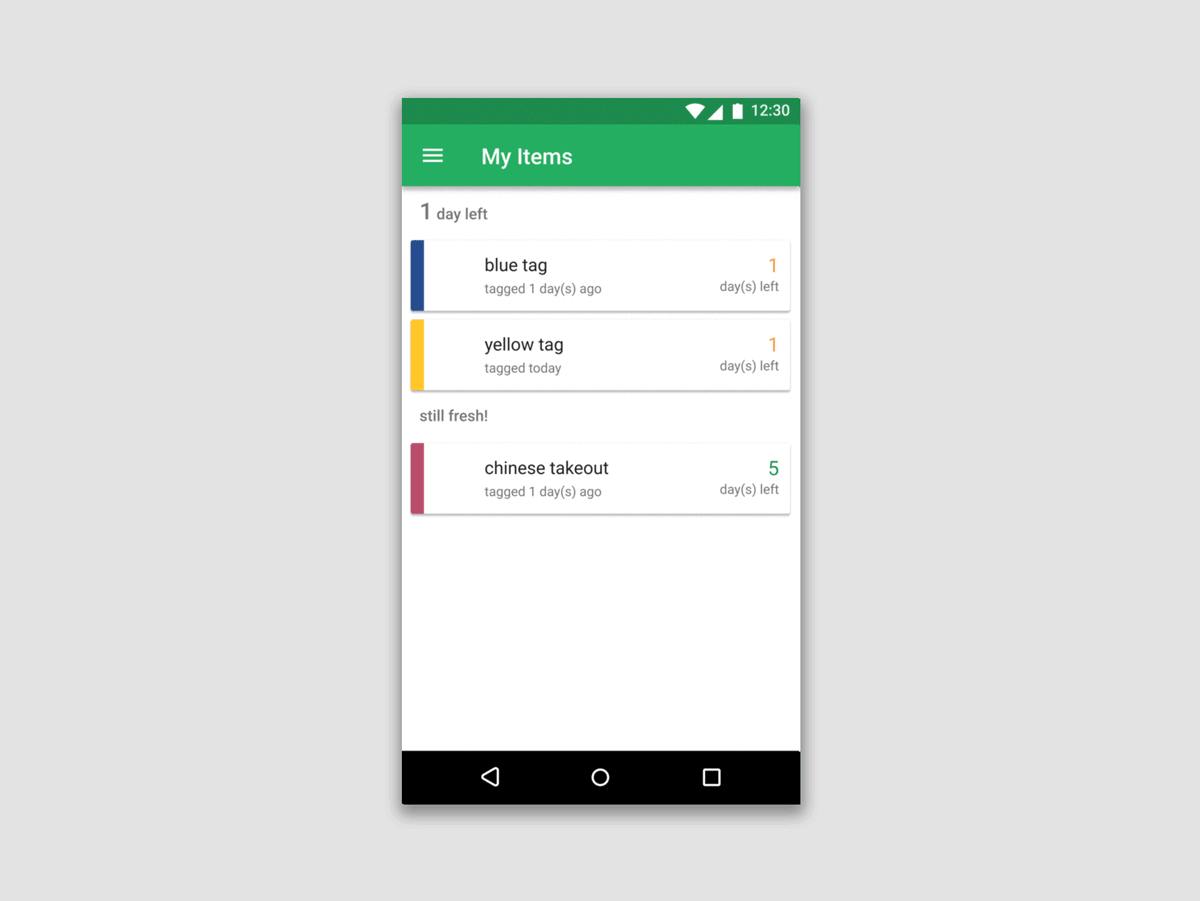 12:30
My Items
1 day left
blue tag
1
tagged 1 day(s) ago
day(s) left
yellow tag
1
tagged today
day(s) left
still fresh!
chinese takeout
5
tagged 1 day(s) ago
day(s) left